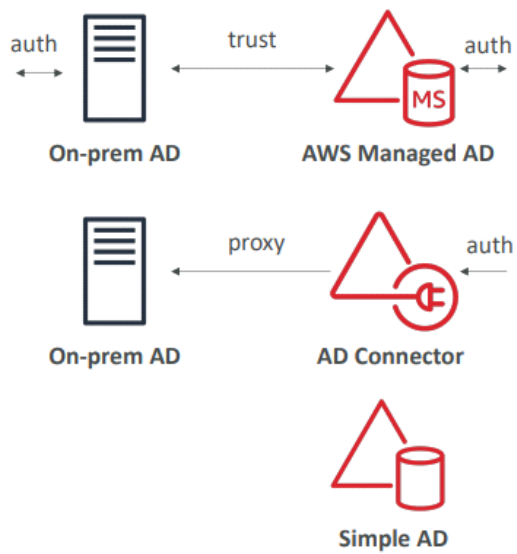 auth
trust
auth
MS
On-prem AD
AWS Managed AD
proxy
auth
On-prem AD
AD Connector
Simple AD